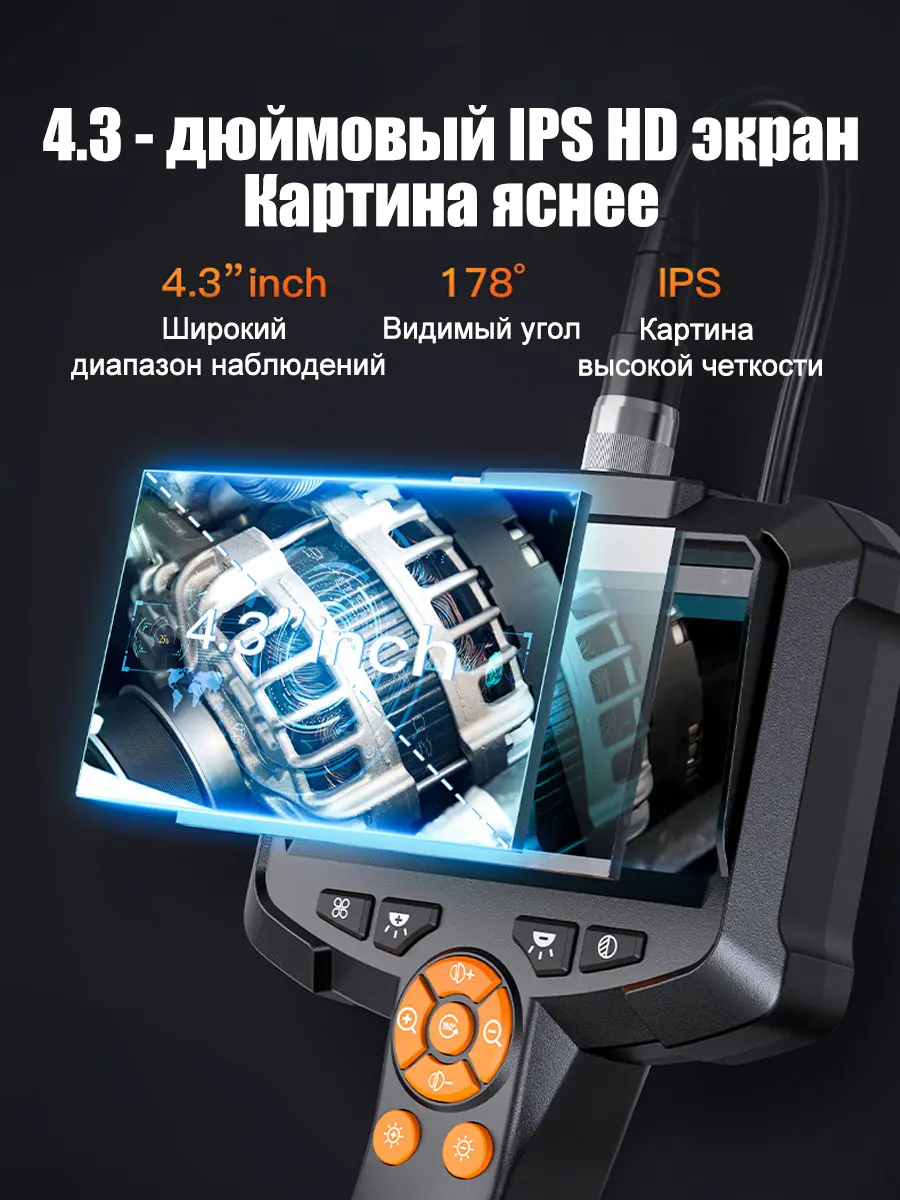 4.3 - дюймовый IPS HD экран
Картина яснее
4.3” inch
Широкий
диапазон наблюдений
178°
Видимый угол
IPS
Картина
высокой четкости
4.3” inch
180°